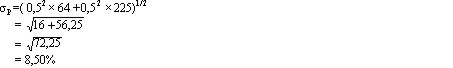 σp=( 0,5² × 64 + 0,5² × 225)^1/2
= √16 + 56,25
= √72,25
= 8,50%